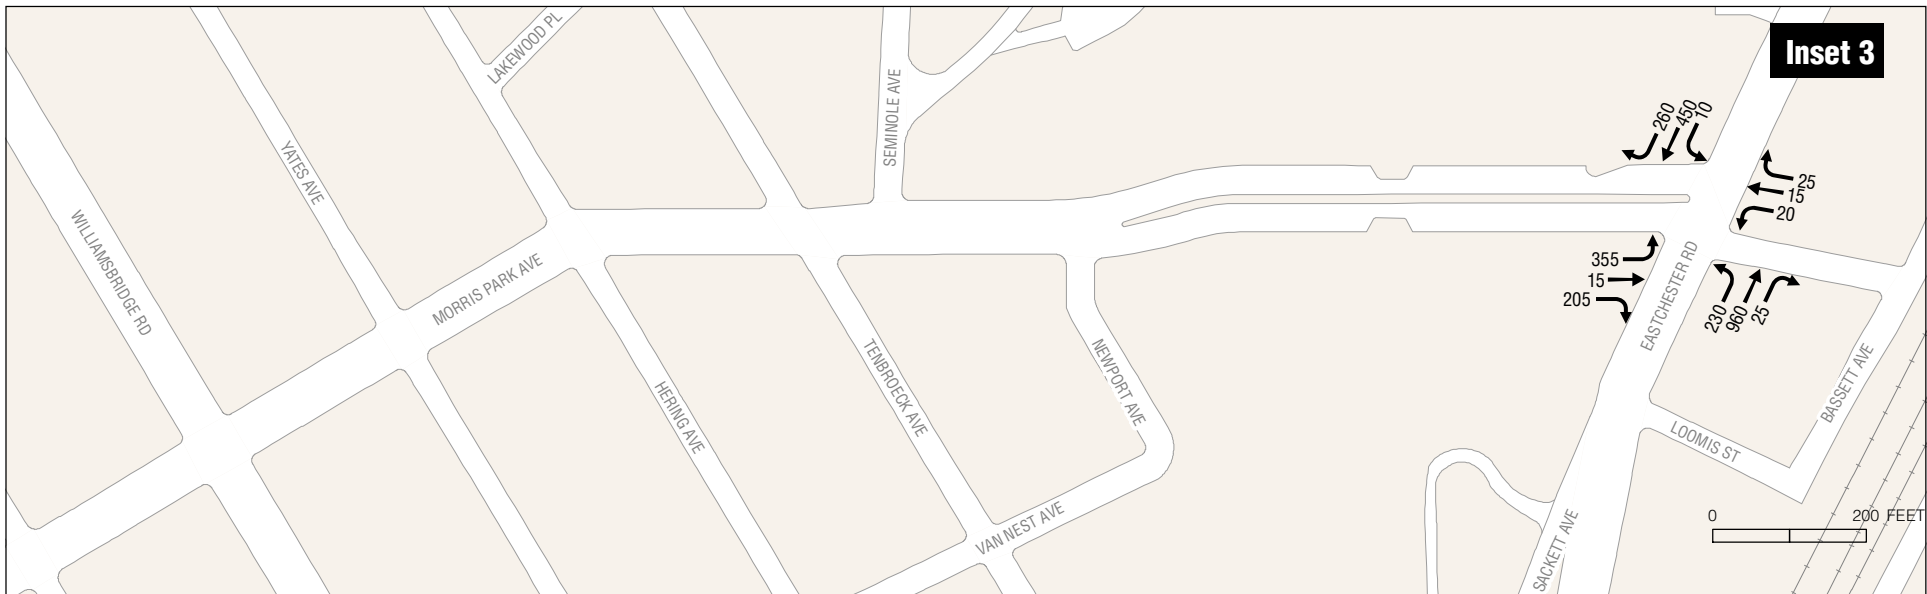 LAKEWOOD PL
Inset 3
SEMINOLE AVE
260
450
10
YATES AVE
25
15
20
WILLIAMSBRIDGE RD
MORRIS PARK AVE
355
15
205
EASTCHESTER RD
230
960
25
TENBROECK AVE
NEWPORT AVE
HERING AVE
BASSETT AVE
LOOMIS ST
VAN NEST AVE
SACKETT AVE
0 200 FEET